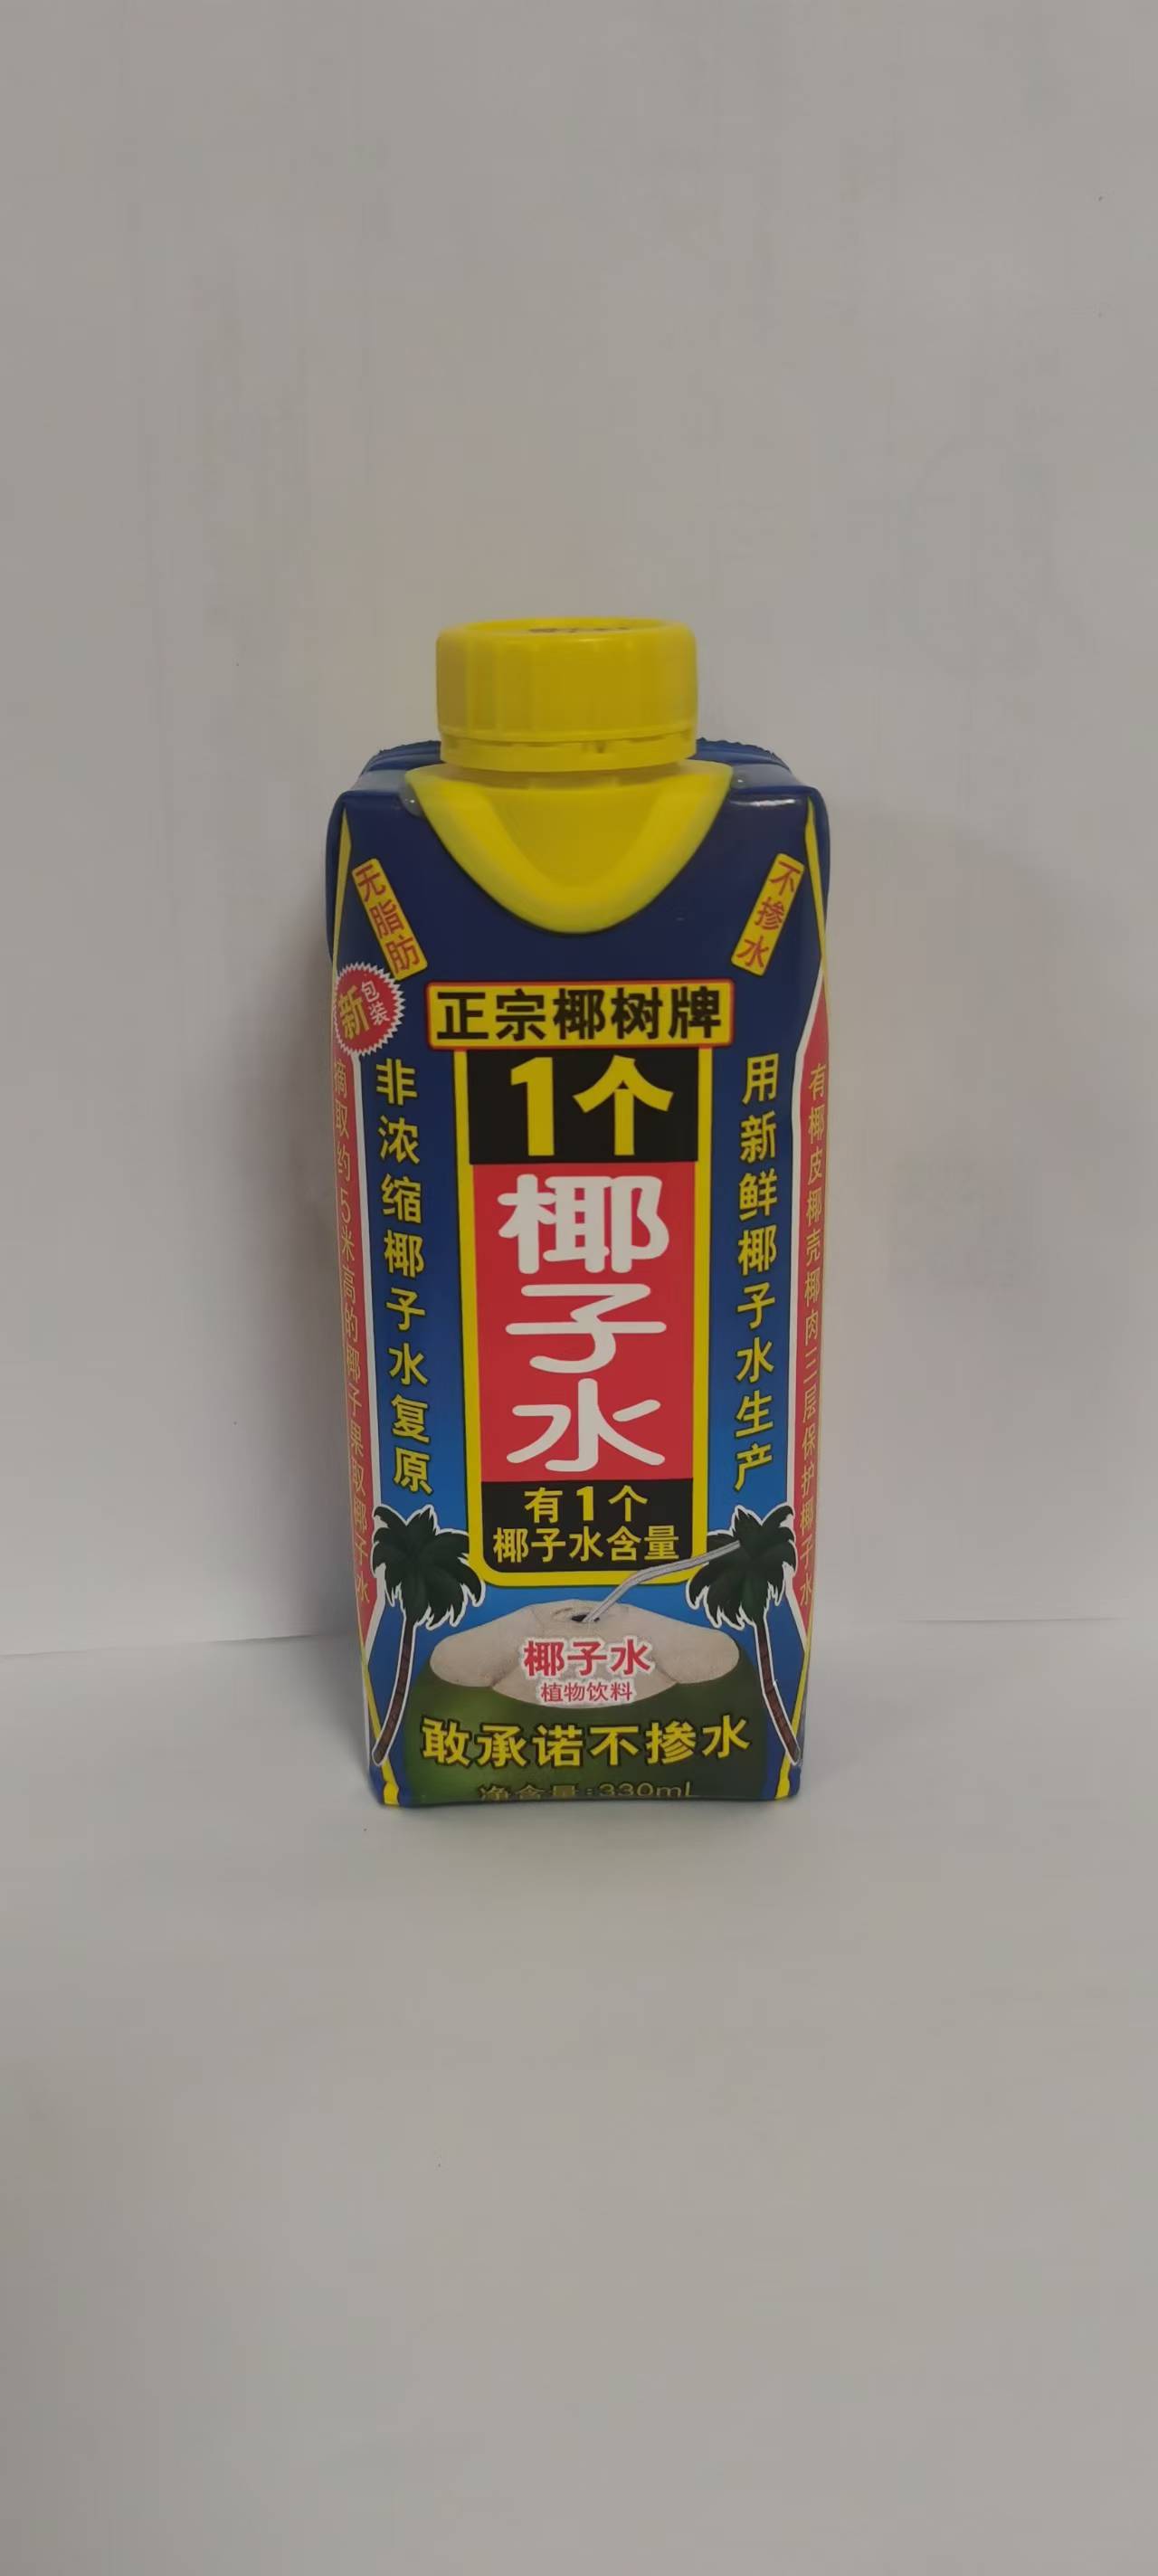 无脂肪
不掺水
新包装
正宗椰树牌
1个
椰子水
有1个
椰子水含量
非浓缩椰子水复原
用新鲜椰子水生产
摘取约5米高的椰子果取椰子水
有椰皮椰壳椰肉三层保护椰子水
椰子水
植物饮料
敢承诺不掺水
净含量:330mL